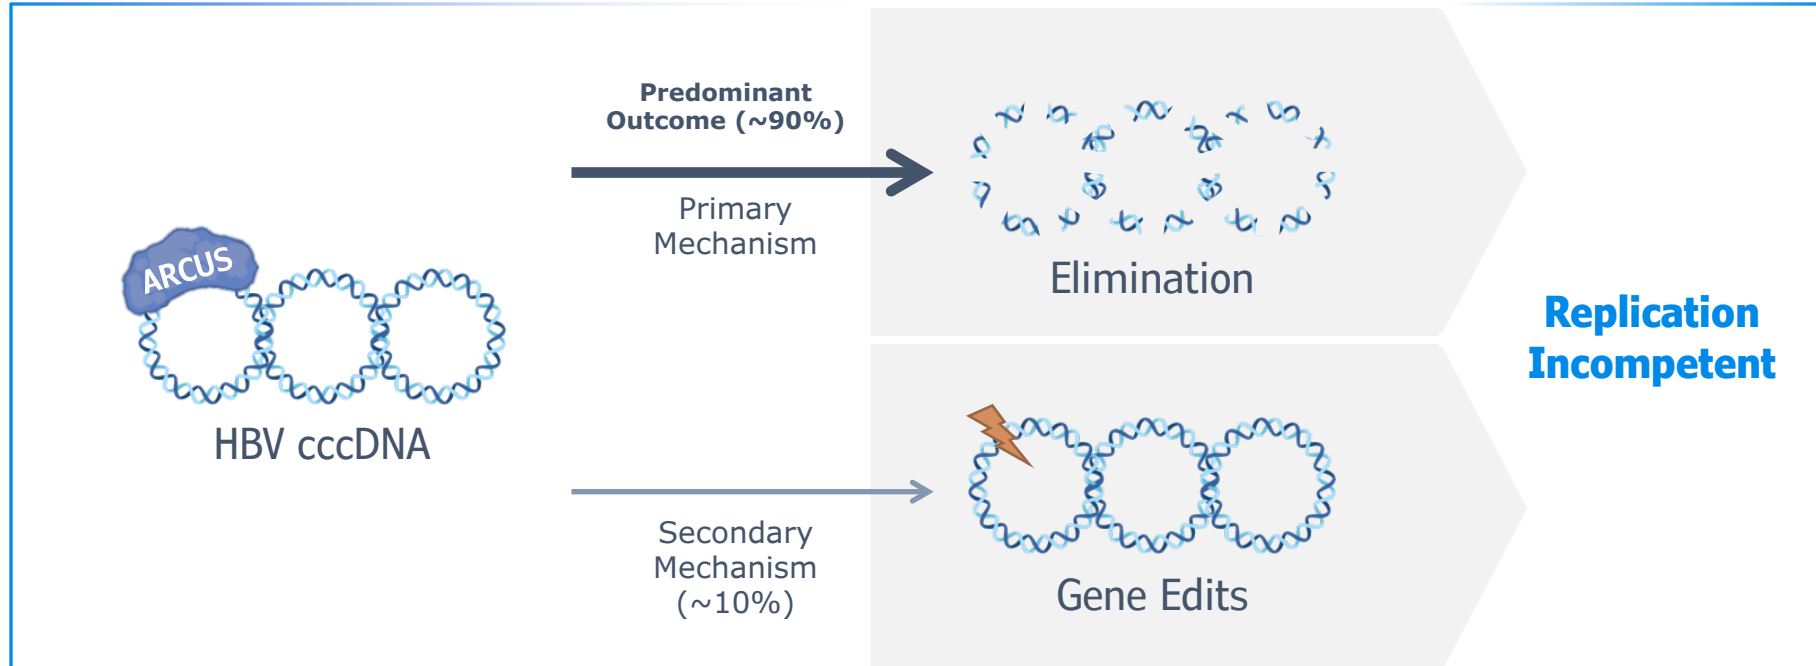 ARCUS
HBV cccDNA
Predominant
Outcome (~90%)
Primary
Mechanism
Elimination
Secondary
Mechanism
(~10%)
Gene Edits
Replication
Incompetent